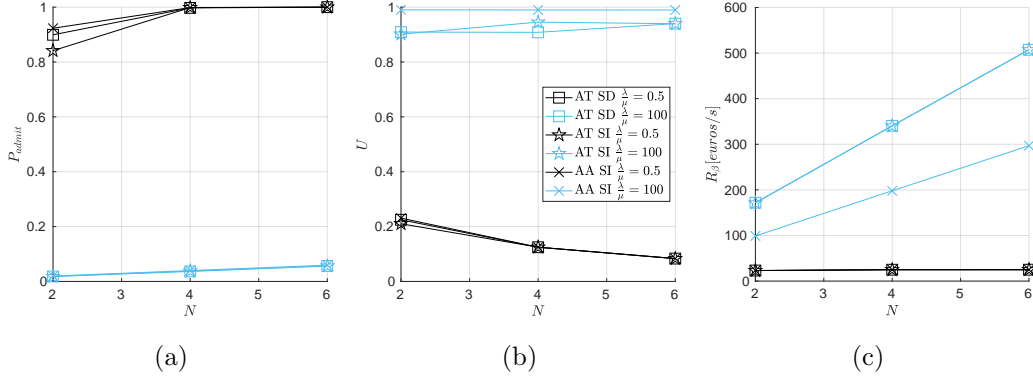 1
0.8
0.6
0.4
0.2
0
P_admit
2 3 4 5 6
N
(a)
1
0.8
0.6
0.4
0.2
0
U
AT SD λ/μ = 0.5
AT SD λ/μ = 100
AT SI λ/μ = 0.5
AT SI λ/μ = 100
AA SI λ/μ = 0.5
AA SI λ/μ = 100
2 3 4 5 6
N
(b)
600
500
400
300
200
100
0
R_β[euros/s]
2 3 4 5 6
N
(c)